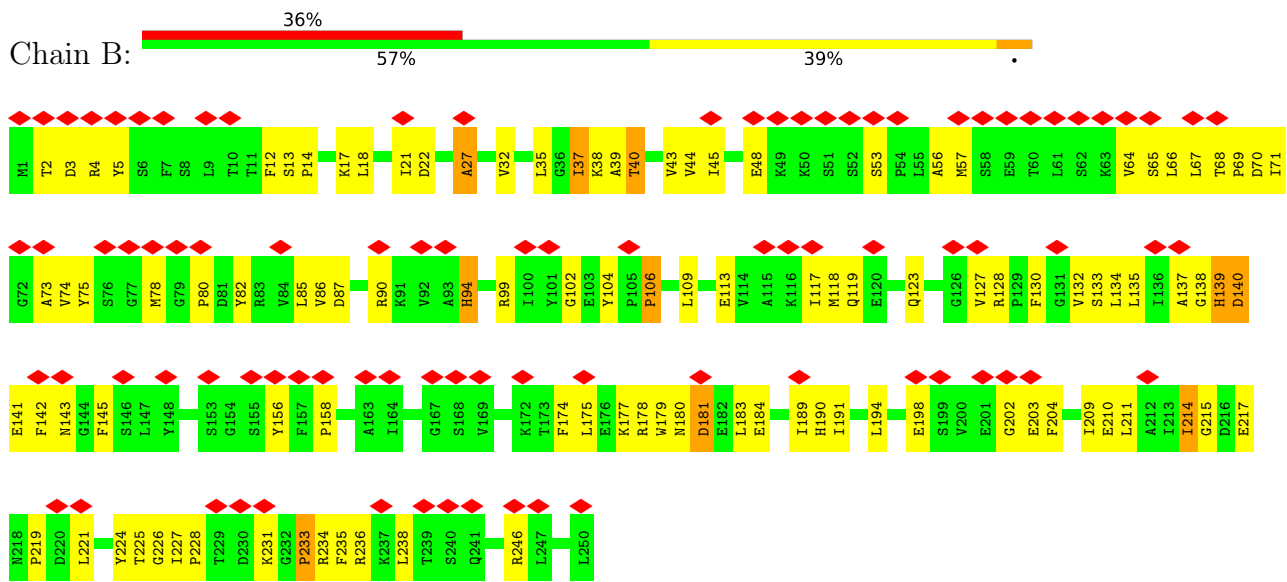 36%
Chain B:
57% 39% •
M1 T2 D3 R4 Y5 S6 F7 S8 L9 T10 T11 F12 S13 P14 K17 L18 I21 D22 A27 V32 L35 G36 I37 K38 A39 T40 V43 V44 I45 E48 K49 K50 S51 S52 S53 P54 L55 A56 M57 S58 E59 T60 L61 S62 K63 V64 S65 L66 L67 T68 P69 D70 I71
G72 A73 V74 Y75 S76 G77 M78 G79 P80 D81 Y82 R83 V84 L85 V86 D87 R90 K91 V92 A93 H94 R99 I100 Y101 G102 E103 Y104 P105 P106 L109 E113 V114 A115 K116 I117 M118 Q119 E120 Q123 G126 V127 R128 P129 F130 G131 V132 S133 L134 L135 I136 A137 G138 H139 D140
E141 F142 N143 G144 F145 S146 L147 Y148 S153 G154 S155 Y156 F157 P158 A163 I164 G167 S168 V169 K172 T173 F174 L175 E176 K177 R178 W179 N180 D181 E182 L183 E184 I189 H190 I191 L194 E198 S199 V200 E201 G202 E203 F204 I209 E210 L211 A212 I213 I214 G215 D216 E217
N218 P219 D220 L221 Y224 T225 G226 I227 P228 T229 D230 K231 G232 P233 R234 F235 R236 K237 L238 T239 S240 Q241 R246 L247 L250